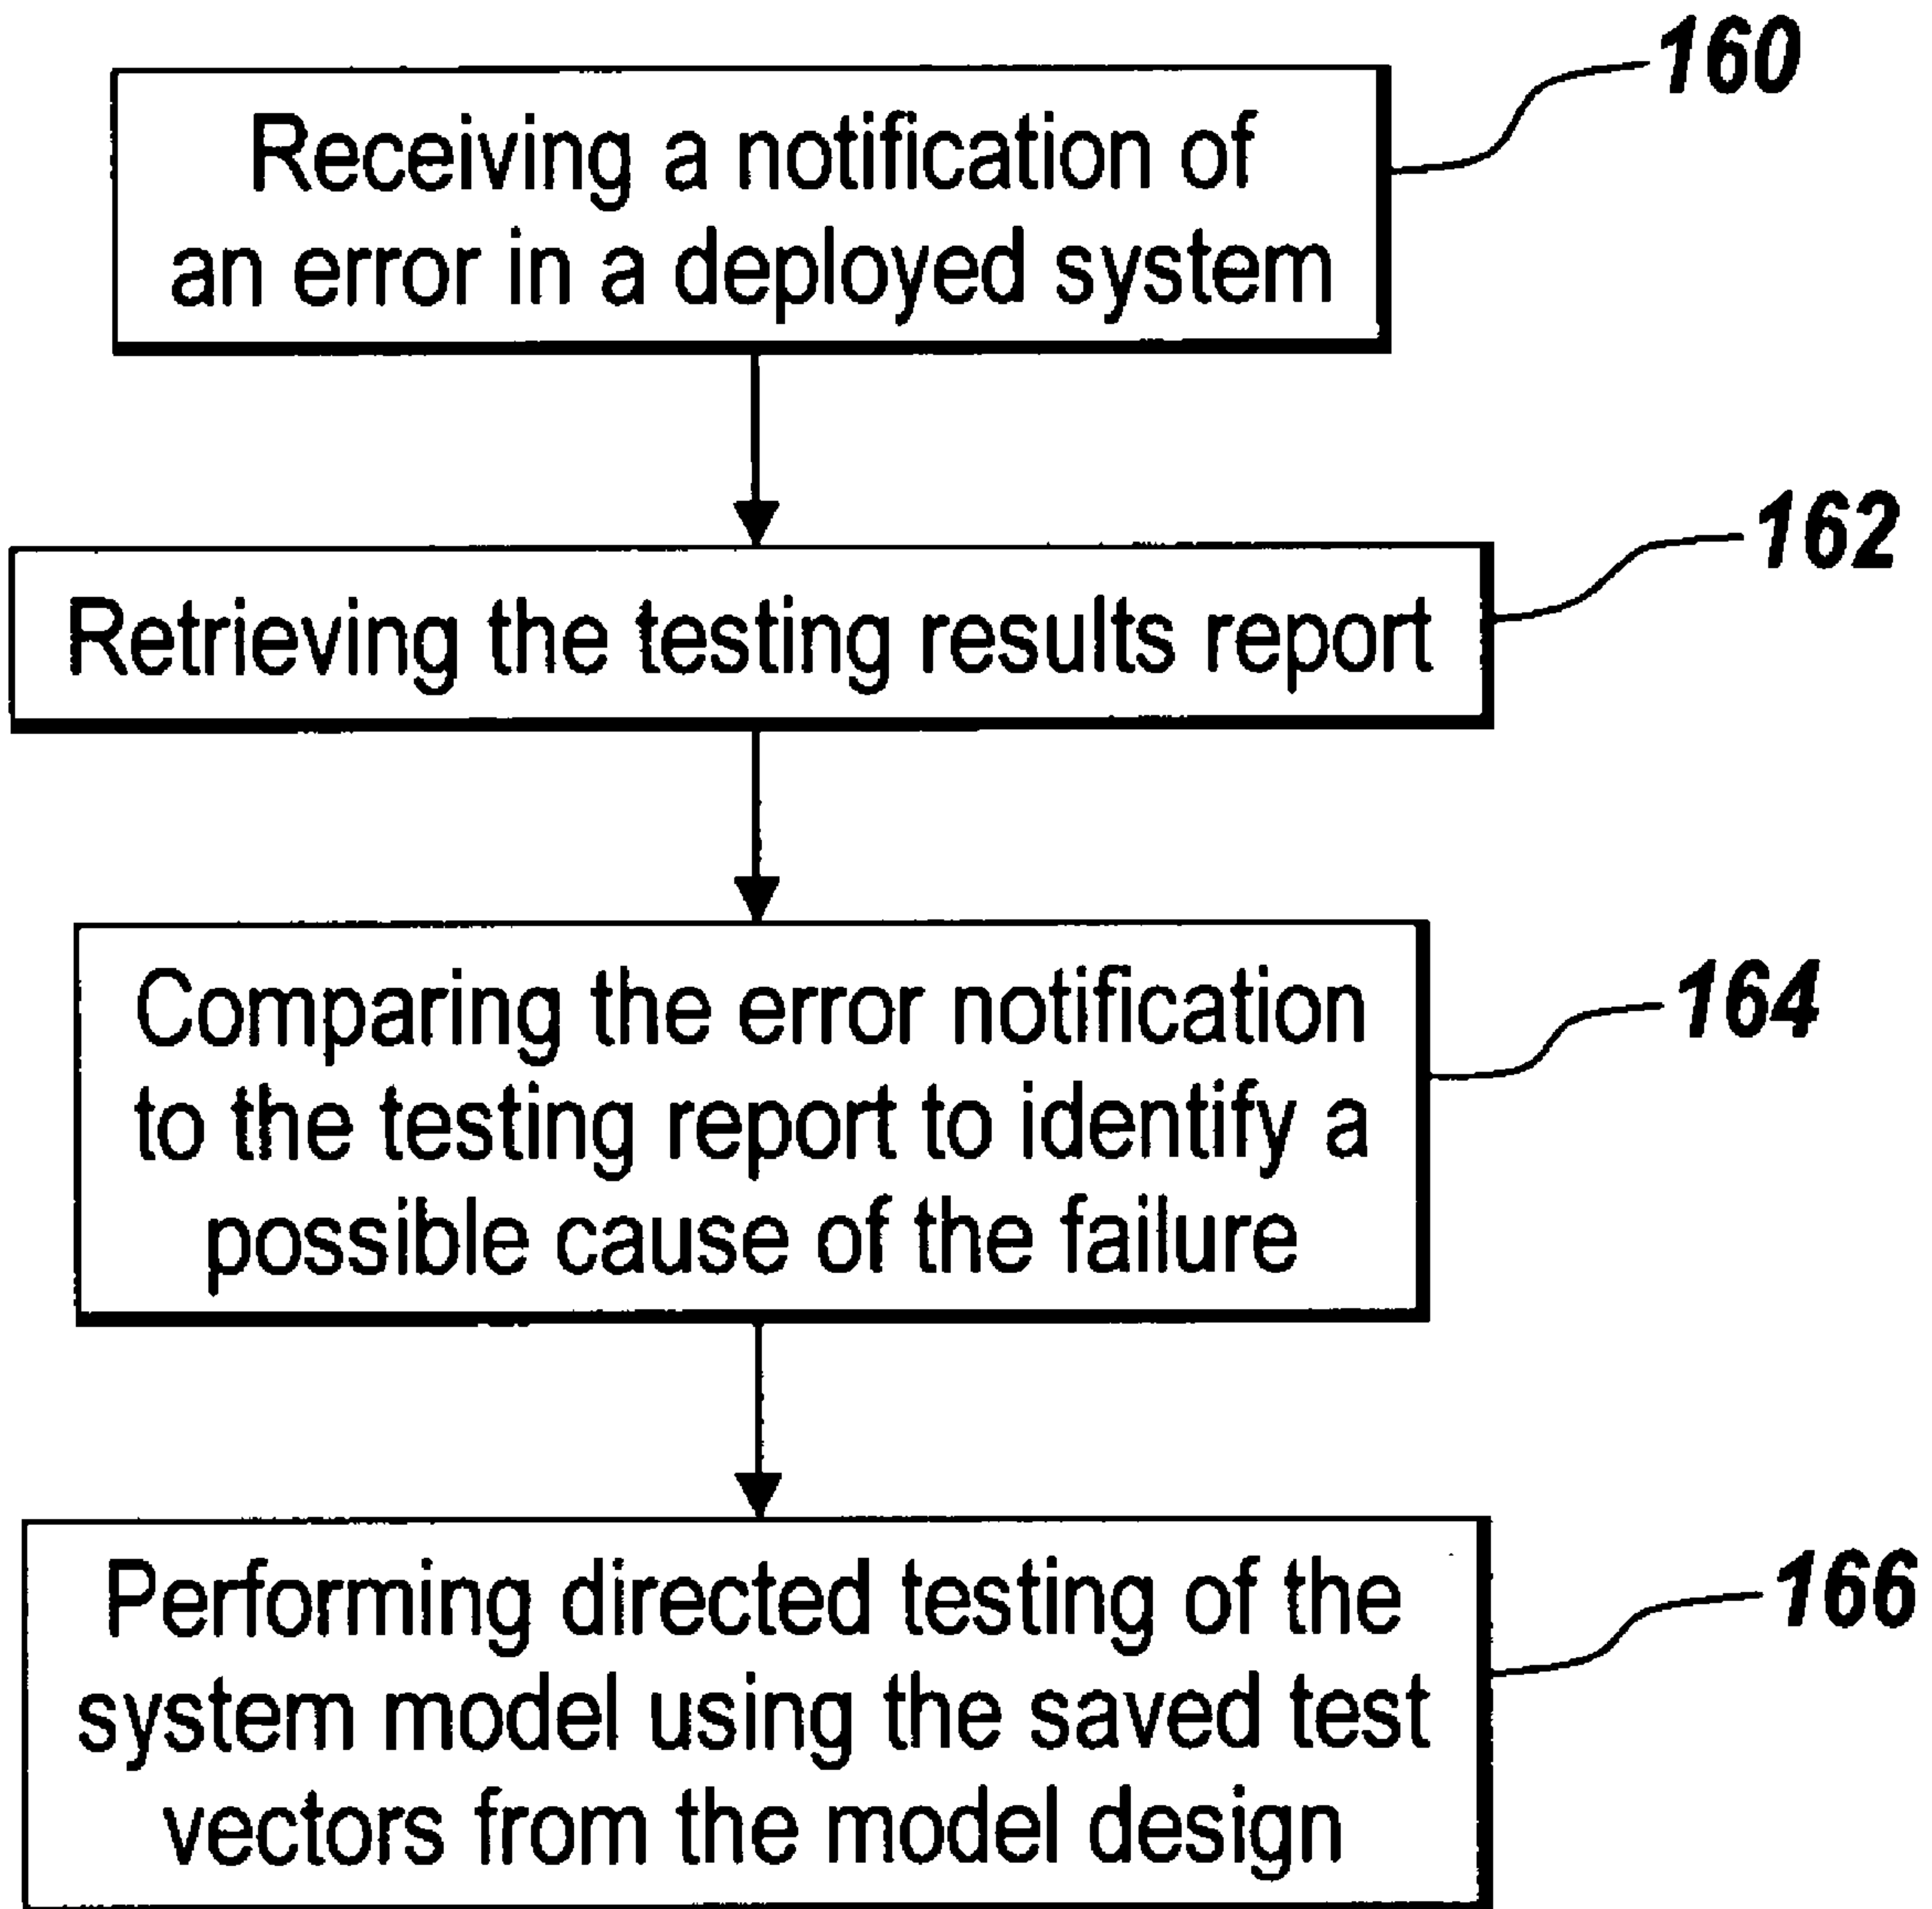 160
Receiving a notification of
an error in a deployed system
162
Retrieving the testing results report
164
Comparing the error notification
to the testing report to identify a
possible cause of the failure
166
Performing directed testing of the
system model using the saved test
vectors from the model design